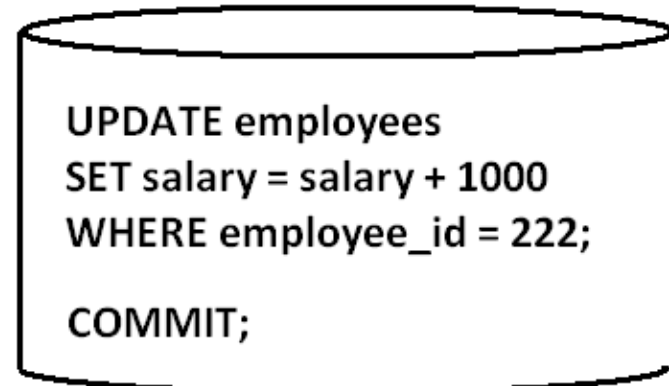 UPDATE employees
SET salary = salary + 1000
WHERE employee_id = 222;
COMMIT;